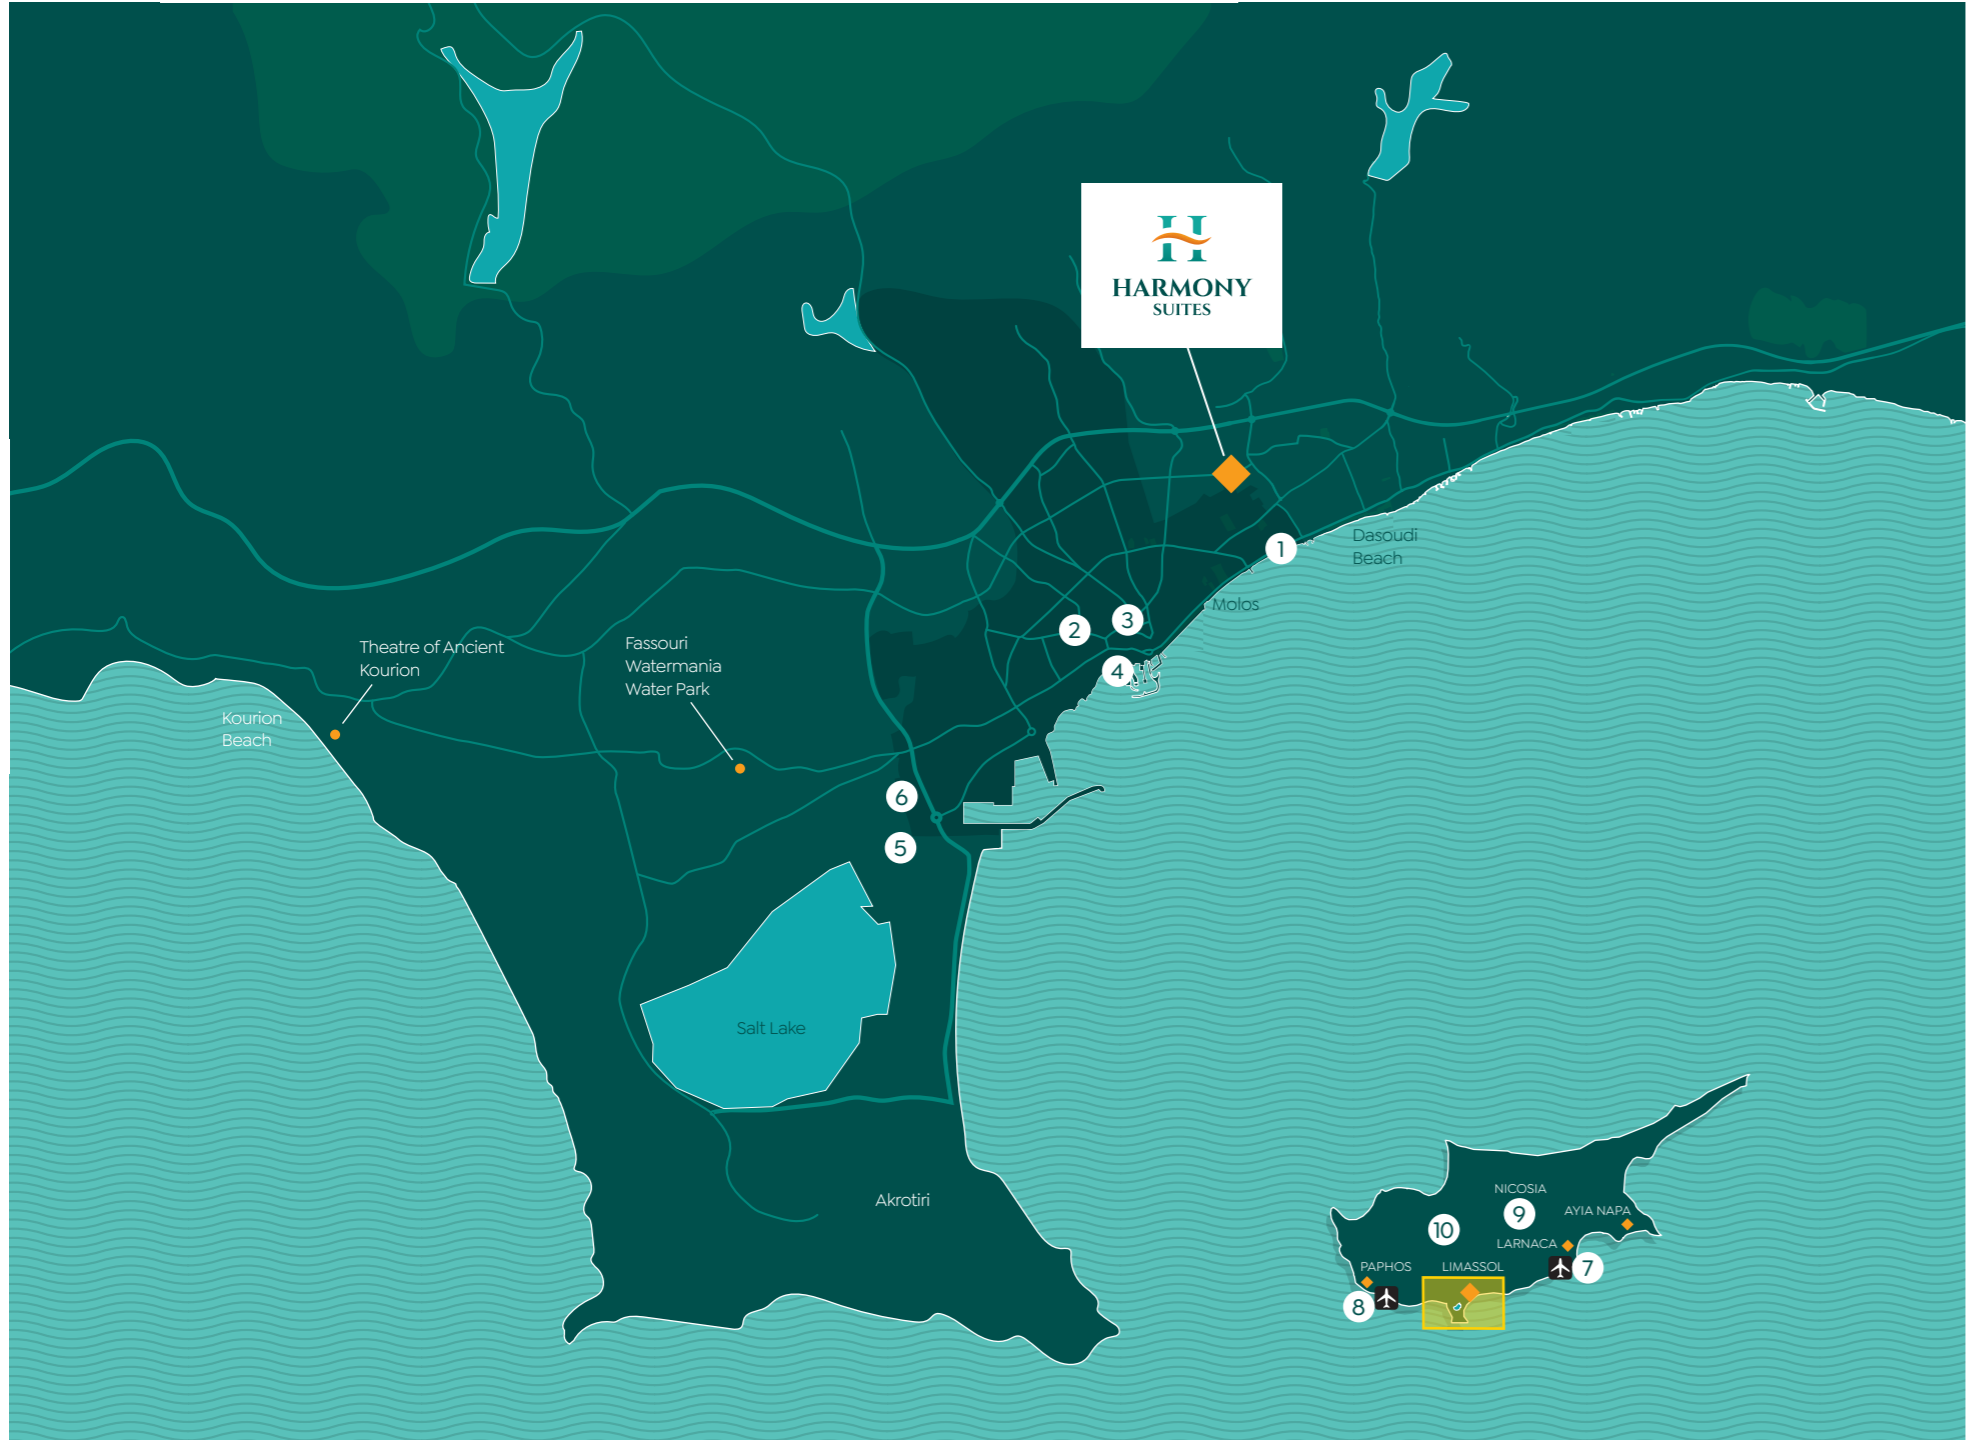 H
HARMONY
SUITES
Dasoudi
Beach
1
Molos
3
2
4
Theatre of Ancient
Kourion
Fassouri
Watermania
Water Park
Kourion
Beach
6
5
Salt Lake
Akrotiri
NICOSIA
9
AYIA NAPA
10
LARNACA
7
PAPHOS
LIMASSOL
8